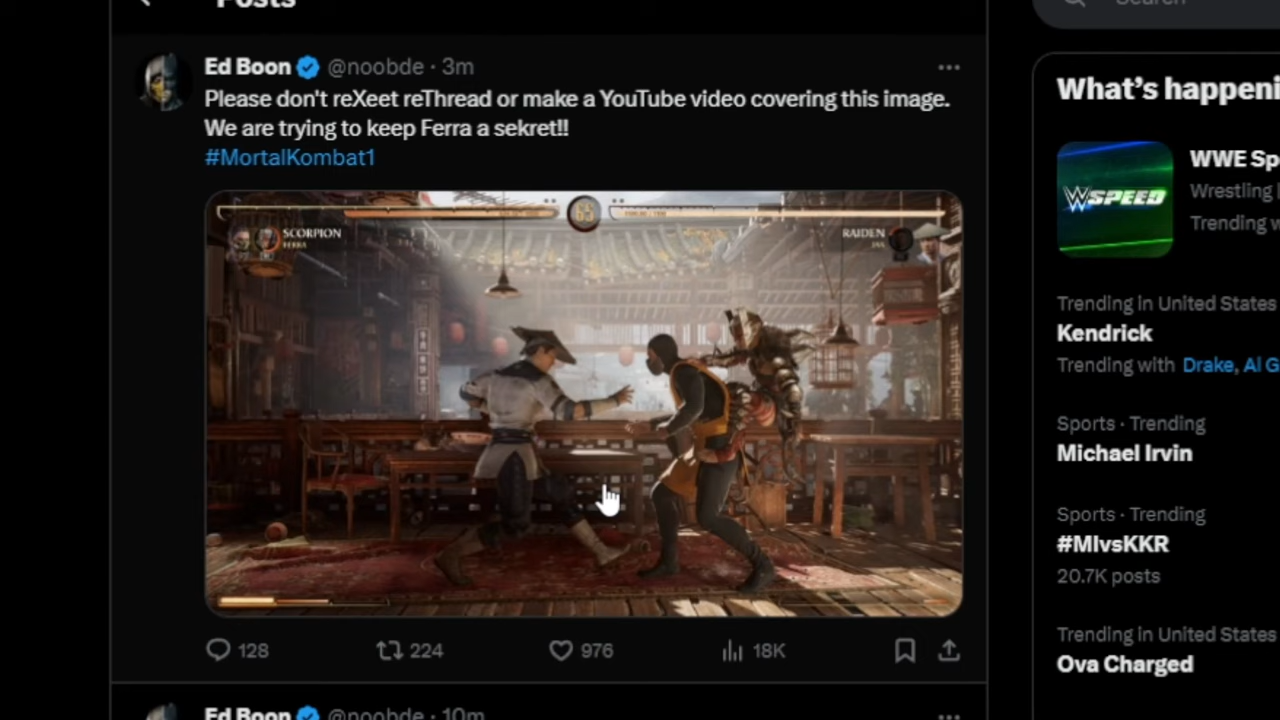 Posts
Search
Ed Boon @noobde · 3m
Please don't reXeet reThread or make a YouTube video covering this image.
We are trying to keep Ferra a sekret!!
#MortalKombat1
65
SCORPION
FERRA
RAIDEN
128
224
976
18K
Ed Boon @noobde · 10m
What's happeni
WSPEED
WWE Sp
Wrestling
Trending w
Trending in United States
Kendrick
Trending with Drake, Al G
Sports · Trending
Michael Irvin
Sports · Trending
#MIvsKKR
20.7K posts
Trending in United States
Ova Charged